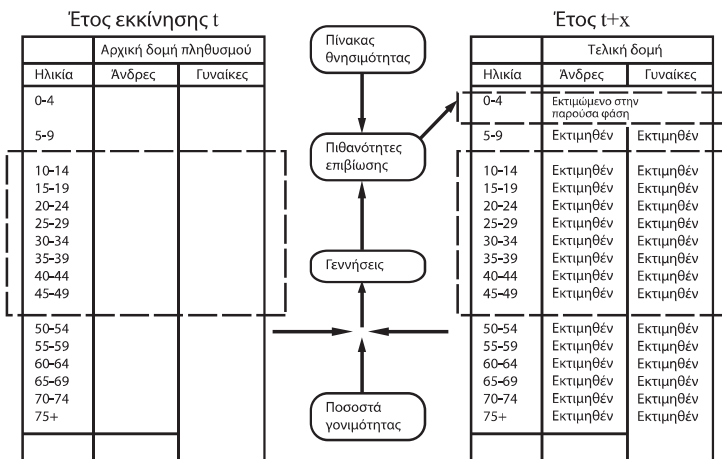 Έτος εκκίνησης t
Αρχική δομή πληθυσμού
Ηλικία Άνδρες Γυναίκες
0-4
5-9
10-14
15-19
20-24
25-29
30-34
35-39
40-44
45-49
50-54
55-59
60-64
65-69
70-74
75+
Πίνακας
θνησιμότητας
Πιθανότητες
επιβίωσης
Γεννήσεις
Ποσοστά
γονιμότητας
Έτος t+x
Τελική δομή
Ηλικία Άνδρες Γυναίκες
0-4 Εκτιμώμενο στην
παρούσα φάση
5-9 Εκτιμηθέν Εκτιμηθέν
10-14 Εκτιμηθέν Εκτιμηθέν
15-19 Εκτιμηθέν Εκτιμηθέν
20-24 Εκτιμηθέν Εκτιμηθέν
25-29 Εκτιμηθέν Εκτιμηθέν
30-34 Εκτιμηθέν Εκτιμηθέν
35-39 Εκτιμηθέν Εκτιμηθέν
40-44 Εκτιμηθέν Εκτιμηθέν
45-49 Εκτιμηθέν Εκτιμηθέν
50-54 Εκτιμηθέν Εκτιμηθέν
55-59 Εκτιμηθέν Εκτιμηθέν
60-64 Εκτιμηθέν Εκτιμηθέν
65-69 Εκτιμηθέν Εκτιμηθέν
70-74 Εκτιμηθέν Εκτιμηθέν
75+ Εκτιμηθέν Εκτιμηθέν